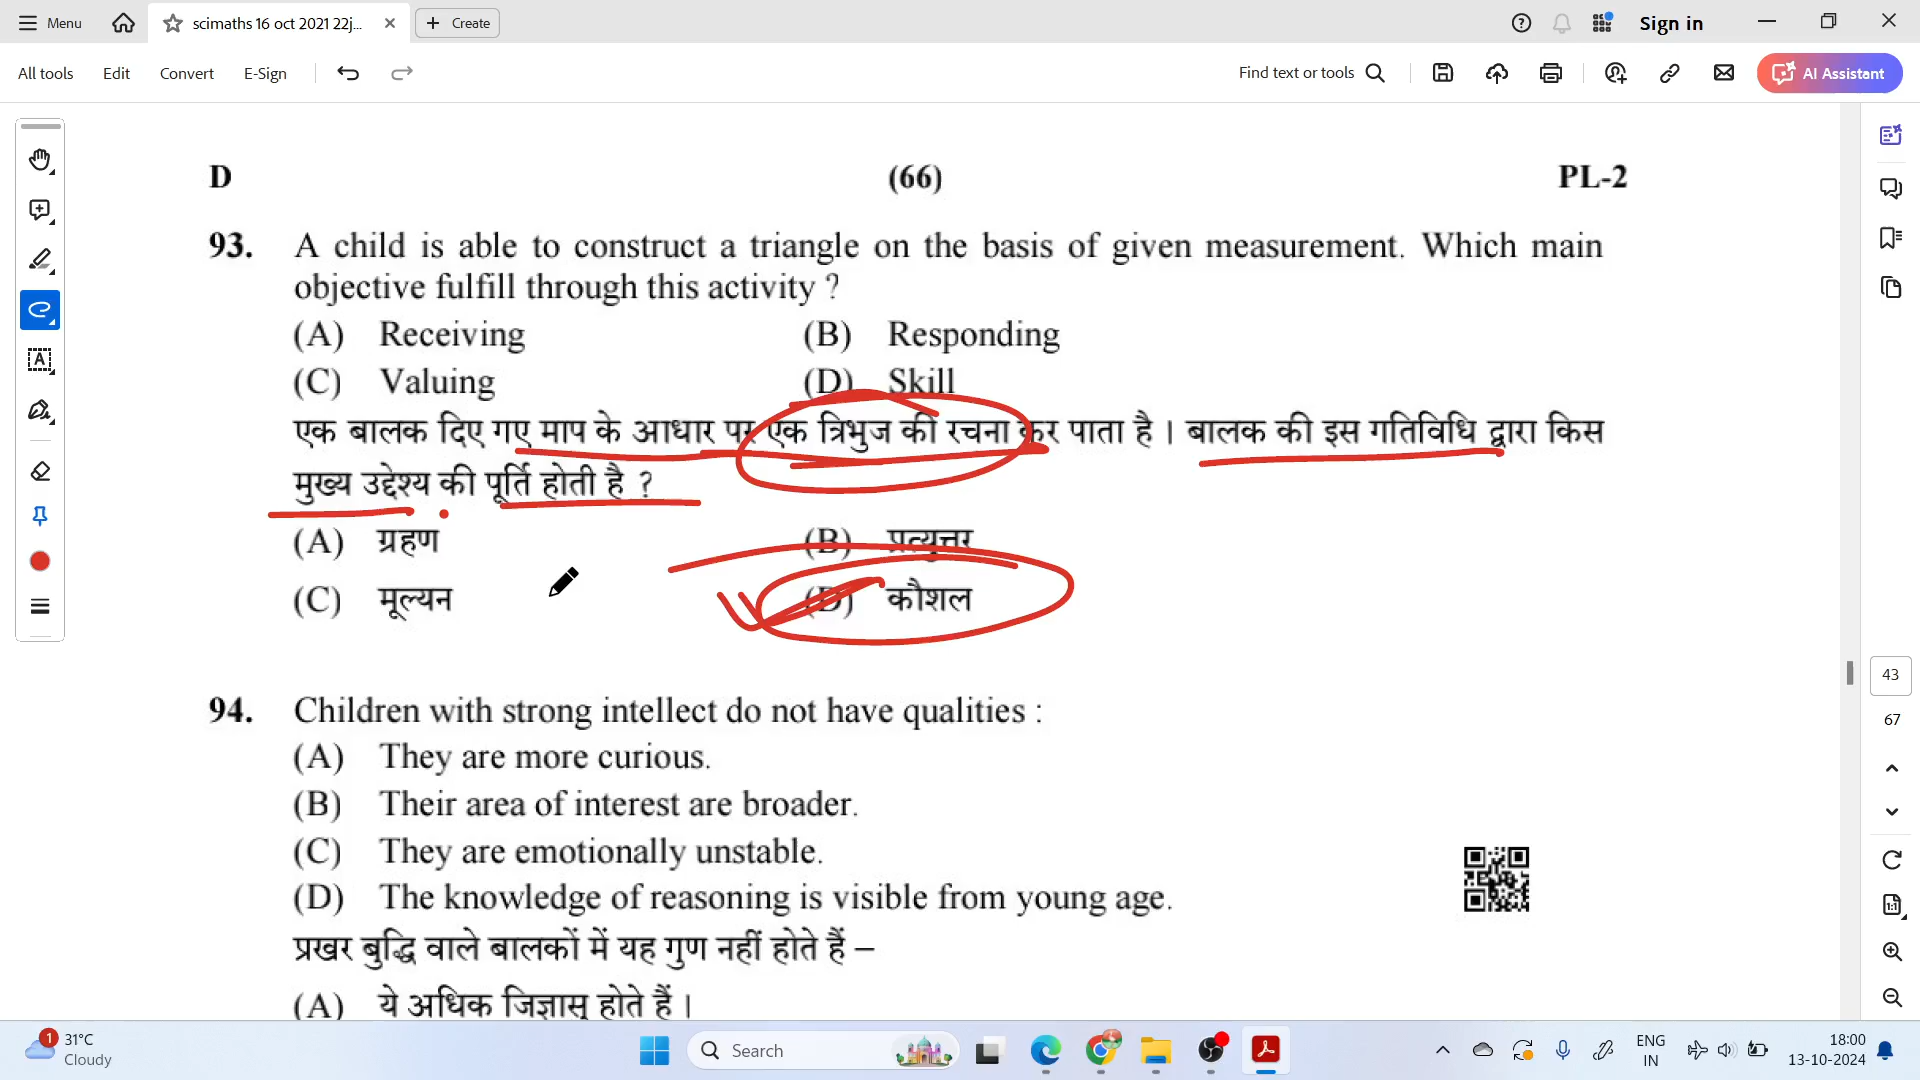 Menu
scimaths 16 oct 2021 22j...
Create
Sign in
All tools
Edit
Convert
E-Sign
Find text or tools
AI Assistant
D (66) PL-2
93. A child is able to construct a triangle on the basis of given measurement. Which main
objective fulfill through this activity ?
(A) Receiving (B) Responding
(C) Valuing (D) Skill
एक बालक दिए गए माप के आधार पर एक त्रिभुज की रचना कर पाता है । बालक की इस गतिविधि द्वारा किस
मुख्य उद्देश्य की पूर्ति होती है ?
(A) ग्रहण (B) प्रत्युत्तर
(C) मूल्यन (D) कौशल
94. Children with strong intellect do not have qualities :
(A) They are more curious.
(B) Their area of interest are broader.
(C) They are emotionally unstable.
(D) The knowledge of reasoning is visible from young age.
प्रखर बुद्धि वाले बालकों में यह गुण नहीं होते हैं –
(A) ये अधिक जिज्ञासु होते हैं ।
43
67
1:1
1
31°C
Cloudy
Search
ENG
IN
18:00
13-10-2024